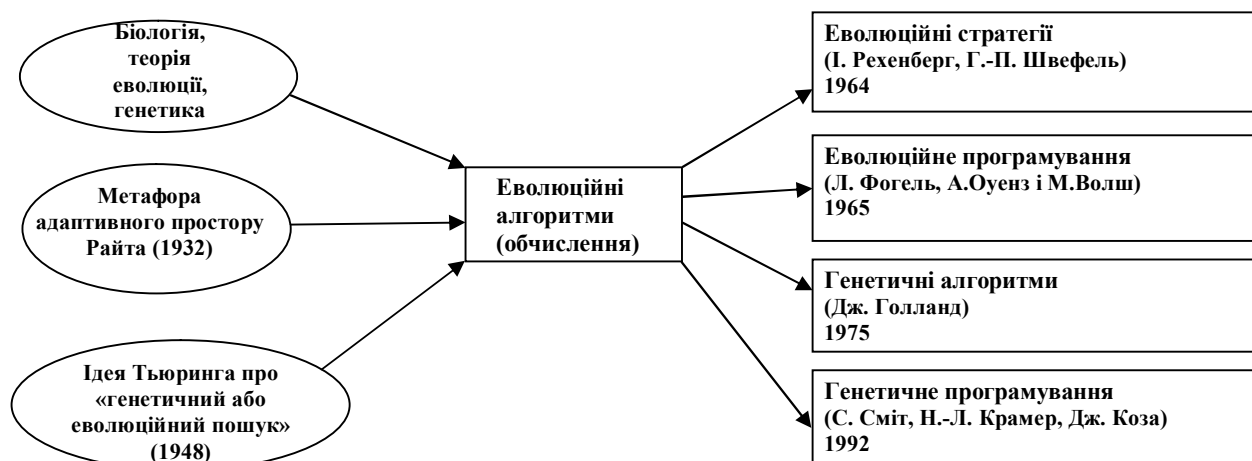 Біологія,
теорія
еволюції,
генетика
Метафора
адаптивного простору
Райта (1932)
Ідея Тьюринга про
«генетичний або
еволюційний пошук»
(1948)
Еволюційні
алгоритми
(обчислення)
Еволюційні стратегії
(І. Рехенберг, Г.-П. Швефель)
1964
Еволюційне програмування
(Л. Фогель, А.Оуенз і М.Волш)
1965
Генетичні алгоритми
(Дж. Голланд)
1975
Генетичне програмування
(С. Сміт, Н.-Л. Крамер, Дж. Коза)
1992